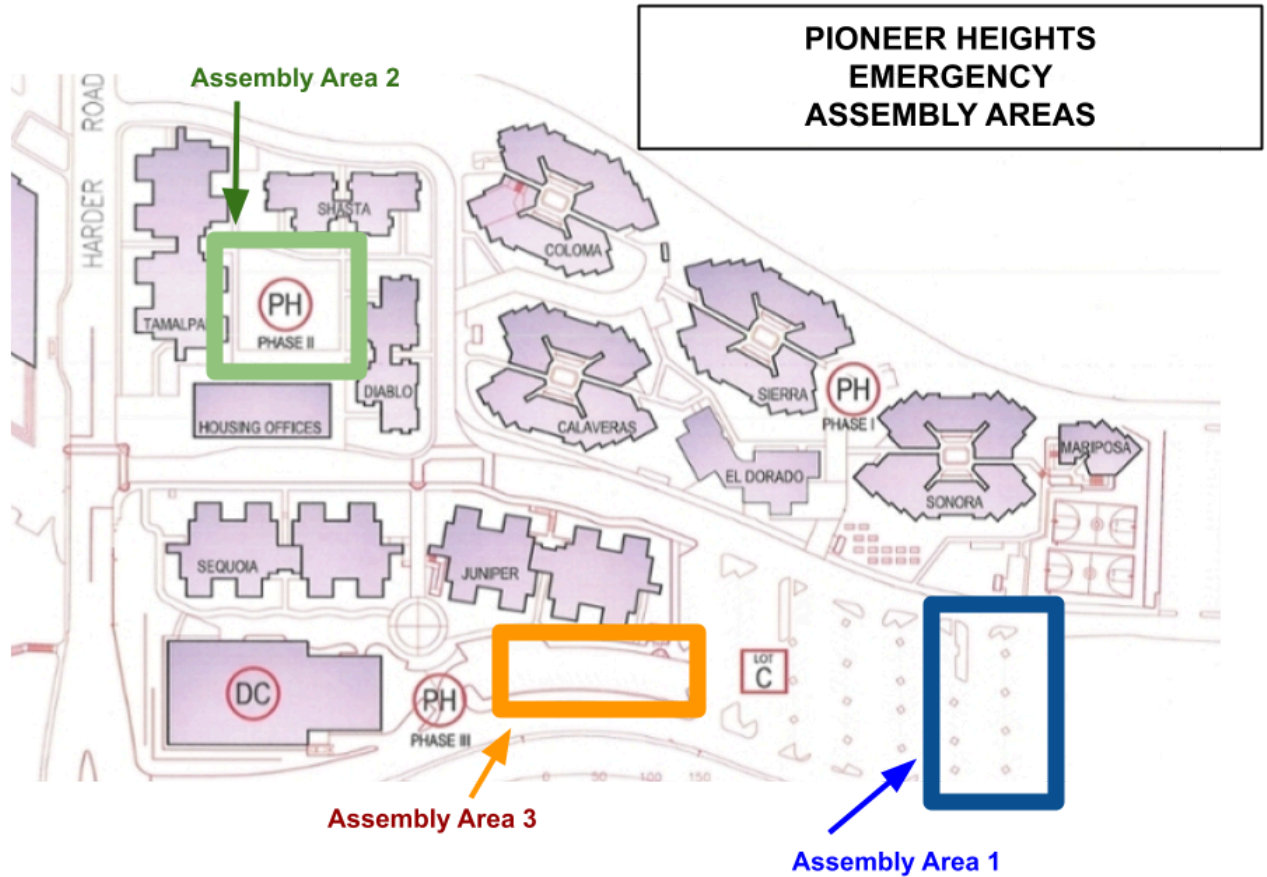 PIONEER HEIGHTS
EMERGENCY
ASSEMBLY AREAS
Assembly Area 2
HARDER ROAD
SHASTA
COLOMA
PH
TAMALPA
PHASE II
DIABLO
HOUSING OFFICES
CALAVERAS
SIERRA
PH
PHASE I
EL DORADO
SONORA
MARIPOSA
SEQUOIA
JUNIPER
LOT
C
DC
PH
PHASE III
0 50 100 150
Assembly Area 3
Assembly Area 1